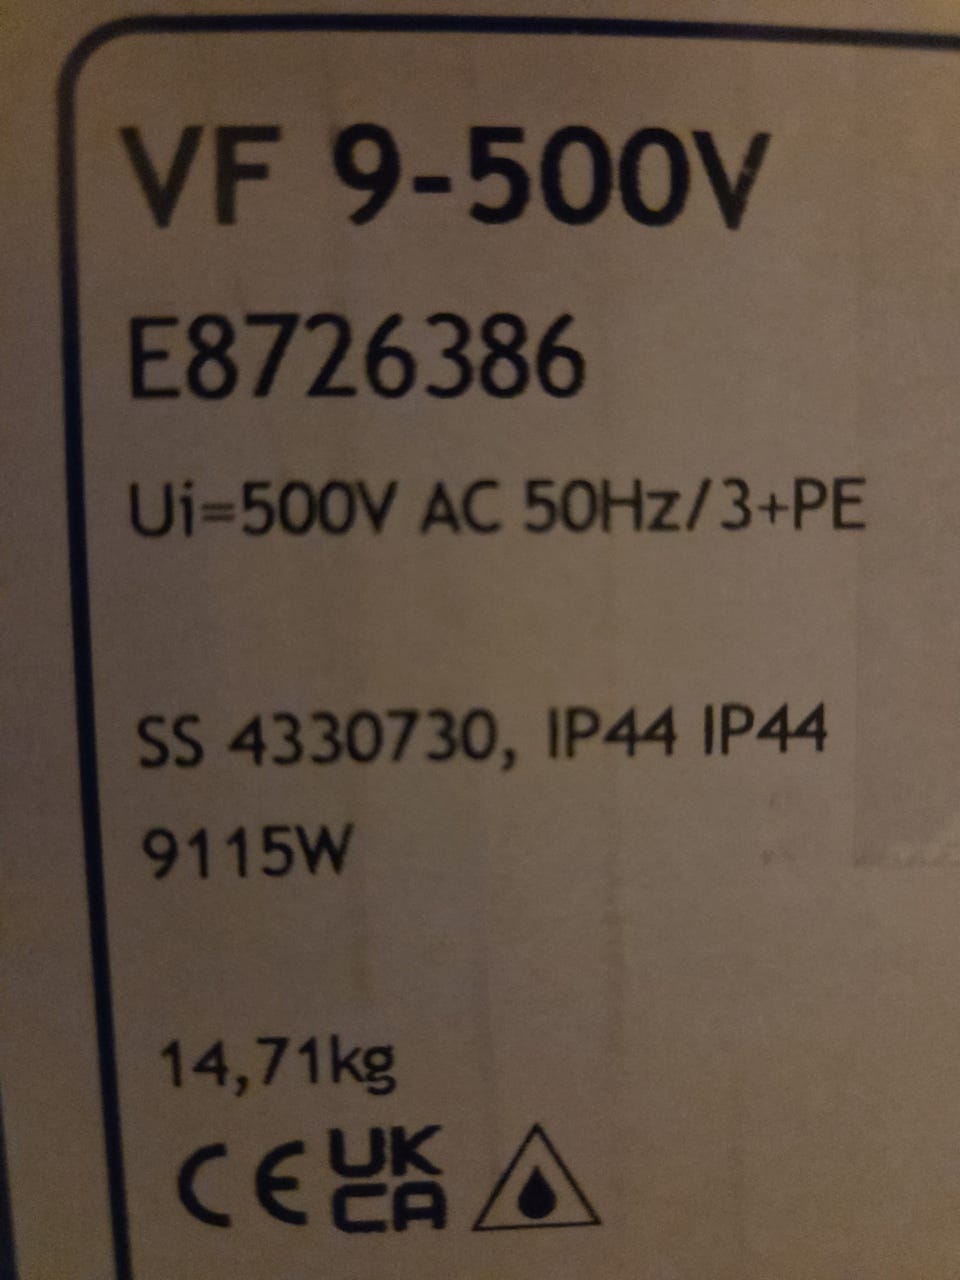 VF 9-500V
E8726386
Ui=500V AC 50Hz/3+PE
SS 4330730, IP44 IP44
9115W
14,71kg
CE UK
CA